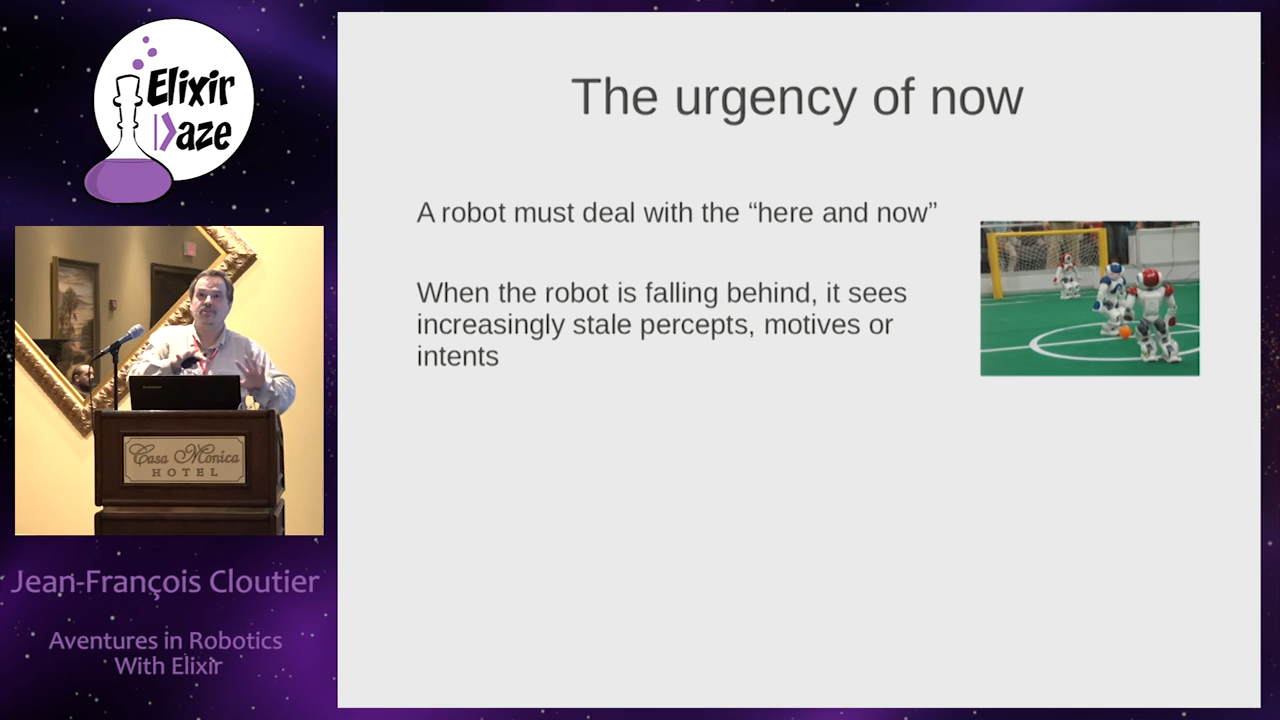 Elixir
Daze
The urgency of now
A robot must deal with the “here and now”
When the robot is falling behind, it sees
increasingly stale percepts, motives or
intents
Casa Monica
HOTEL
Jean-François Cloutier
Aventures in Robotics
With Elixir